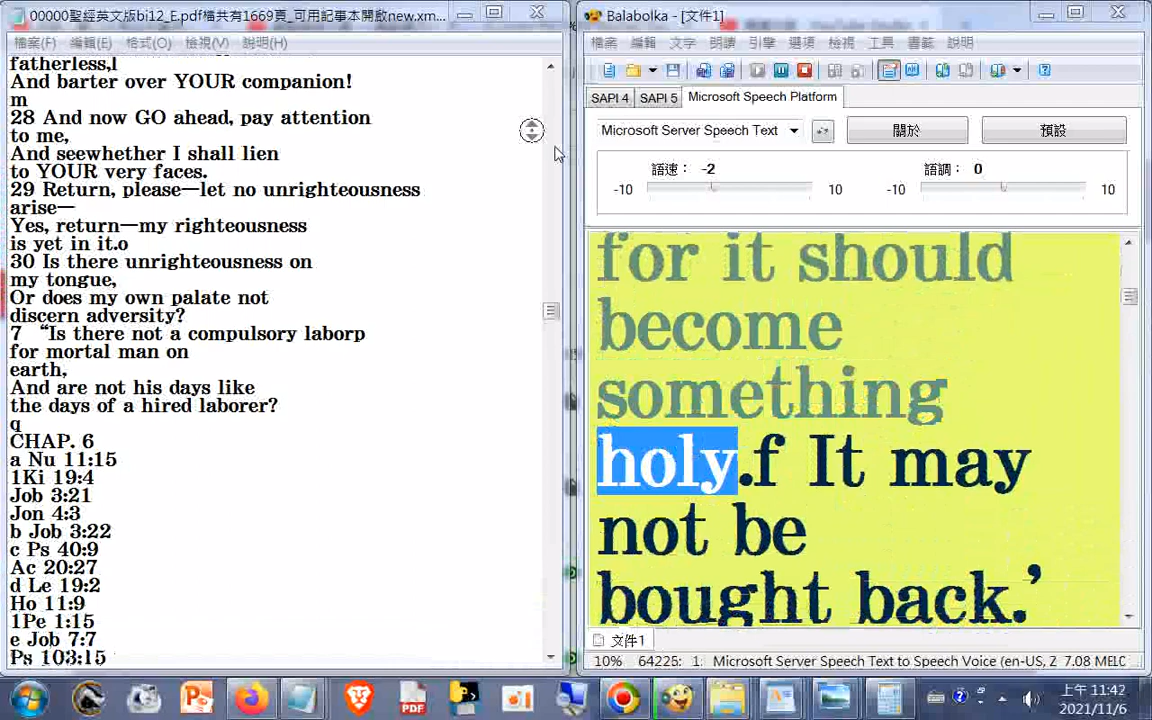 00000聖經英文版bi12_E.pdf檔共有1669頁_可用記事本開啟new.xm...
檔案(F) 編輯(E) 格式(O) 檢視(V) 說明(H)
fatherless,l
And barter over YOUR companion!
m
28 And now GO ahead, pay attention
to me,
And seewhether I shall lien
to YOUR very faces.
29 Return, please—let no unrighteousness
arise—
Yes, return—my righteousness
is yet in it.o
30 Is there unrighteousness on
my tongue,
Or does my own palate not
discern adversity?
7 “Is there not a compulsory laborp
for mortal man on
earth,
And are not his days like
the days of a hired laborer?
q
CHAP. 6
a Nu 11:15
1Ki 19:4
Job 3:21
Jon 4:3
b Job 3:22
c Ps 40:9
Ac 20:27
d Le 19:2
Ho 11:9
1Pe 1:15
e Job 7:7
Ps 103:15
Balabolka - [文件1]
檔案 編輯 文字 朗讀 引擎 選項 檢視 工具 書籤 說明
SAPI 4 SAPI 5 Microsoft Speech Platform
Microsoft Server Speech Text 關於 預設
語速： -2 語調： 0
-10 10 -10 10
for it should
become
something
holy.f It may
not be
bought back.’
文件1
10% 64225: 1: Microsoft Server Speech Text to Speech Voice (en-US, Z 7.08 MELC
上午 11:42
2021/11/6